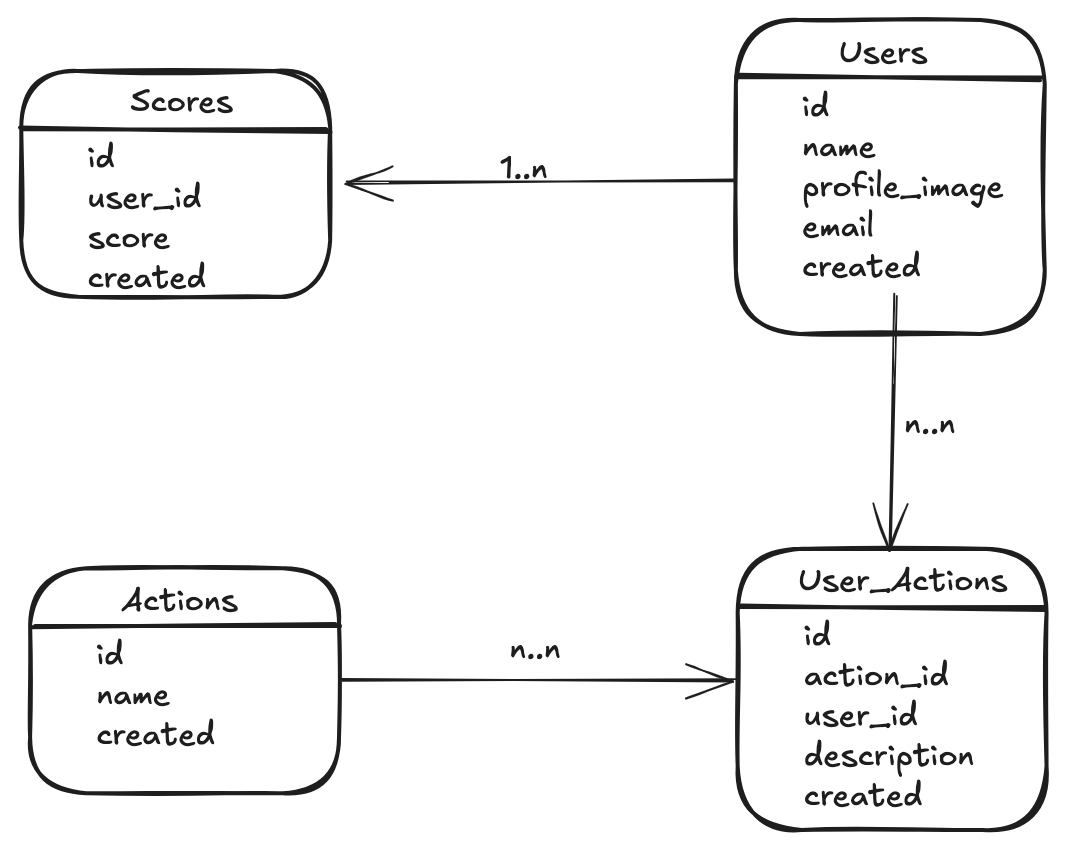 Users
id
name
profile_image
email
created
Scores
id
user_id
score
created
1..n
n..n
Actions
id
name
created
n..n
User_Actions
id
action_id
user_id
description
created